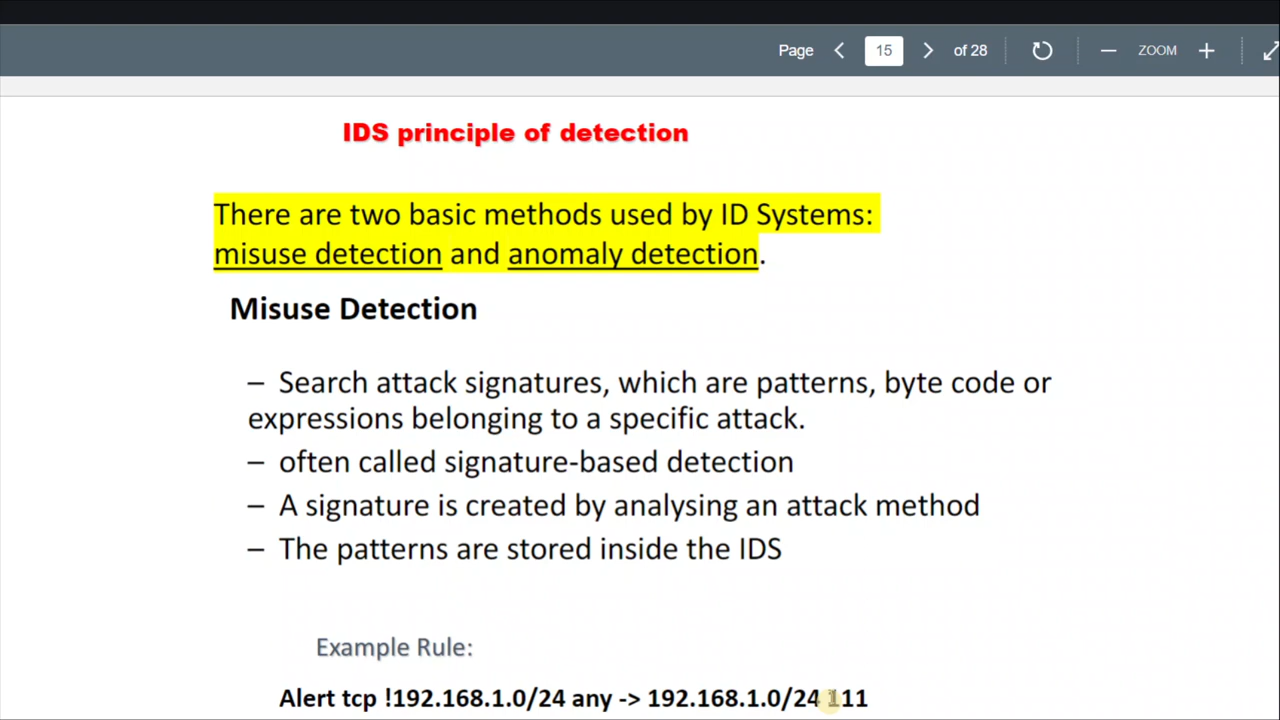 Page 15 of 28 ZOOM
IDS principle of detection
There are two basic methods used by ID Systems:
misuse detection and anomaly detection.
Misuse Detection
– Search attack signatures, which are patterns, byte code or
expressions belonging to a specific attack.
– often called signature-based detection
– A signature is created by analysing an attack method
– The patterns are stored inside the IDS
Example Rule:
Alert tcp !192.168.1.0/24 any -> 192.168.1.0/24 111